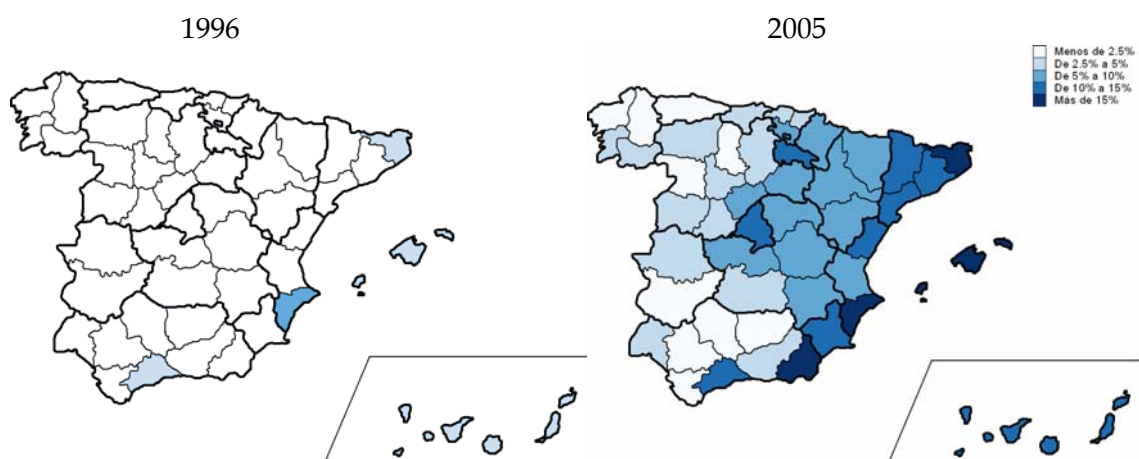 1996
2005
Menos de 2.5%
De 2.5% a 5%
De 5% a 10%
De 10% a 15%
Más de 15%